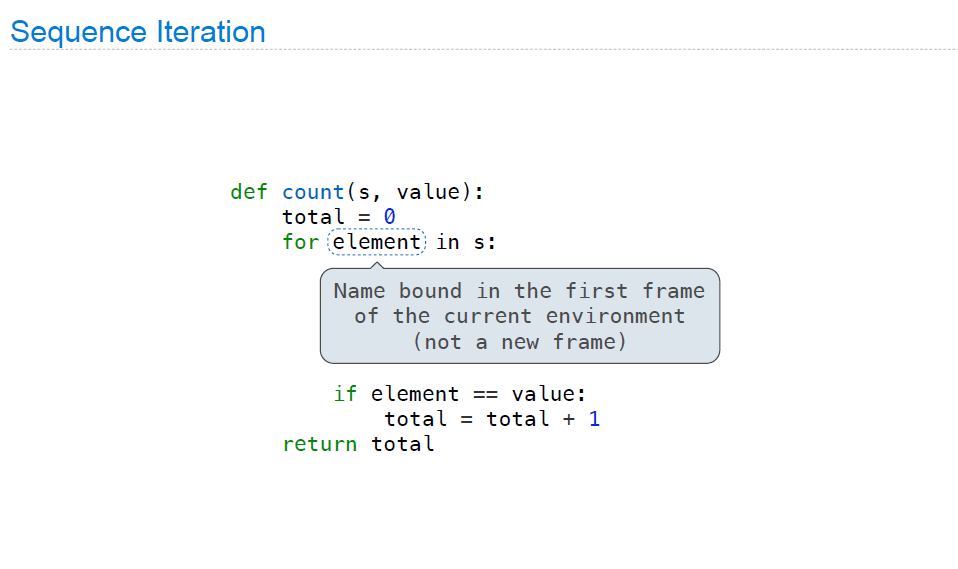 Sequence Iteration
def count(s, value):
    total = 0
    for element in s:
Name bound in the first frame
of the current environment
(not a new frame)
        if element == value:
            total = total + 1
    return total